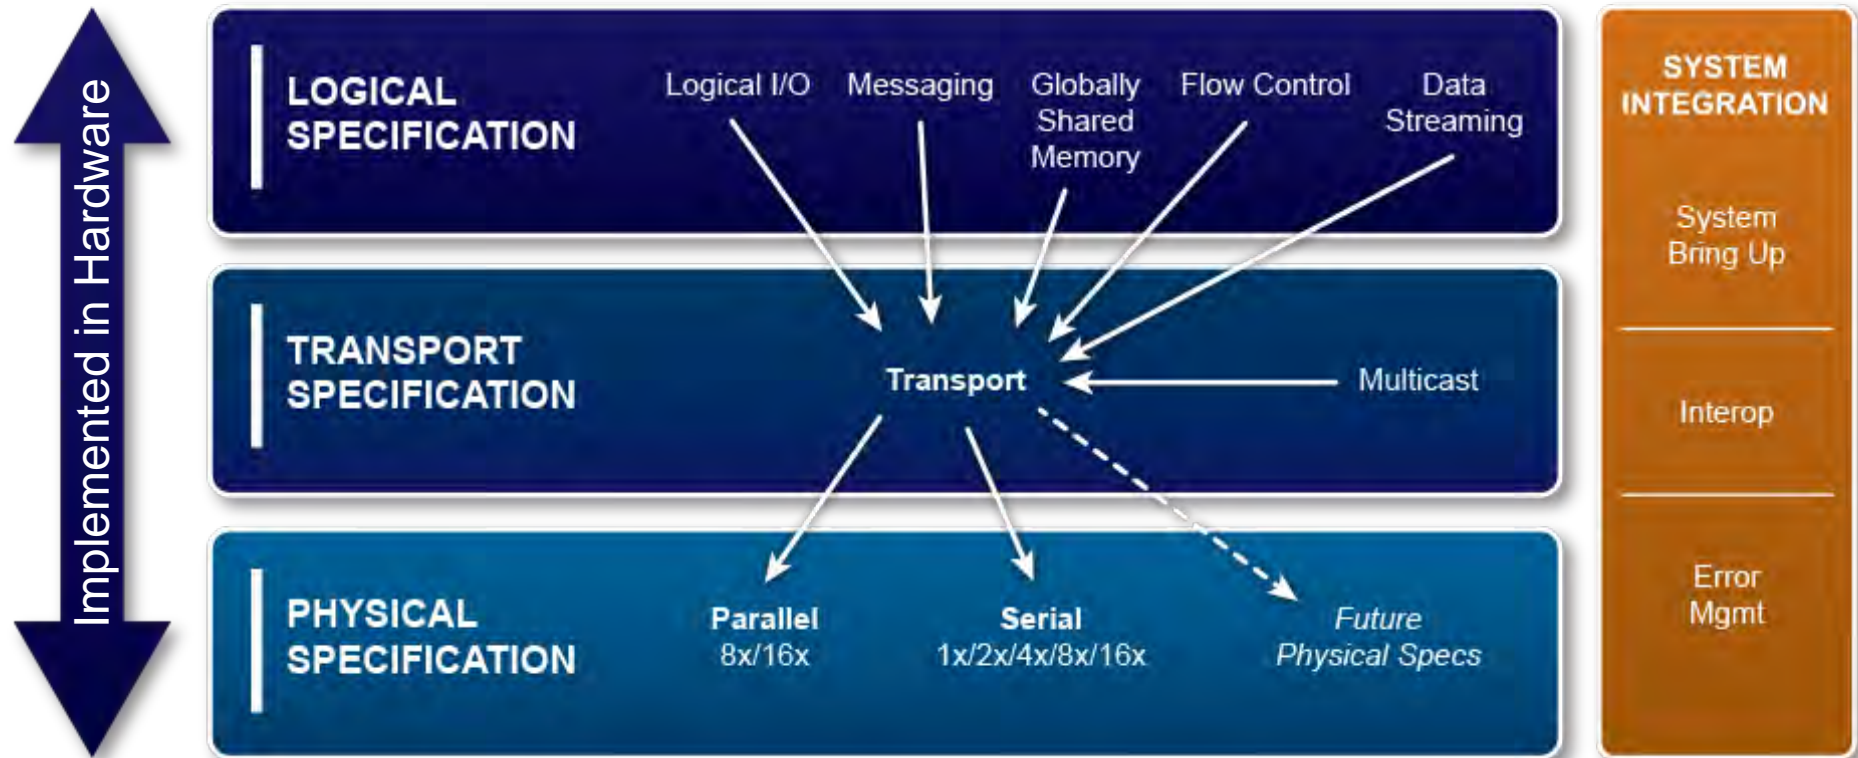 Implemented in Hardware
LOGICAL
SPECIFICATION
Logical I/O
Messaging
Globally
Shared
Memory
Flow Control
Data
Streaming
TRANSPORT
SPECIFICATION
Transport
Multicast
PHYSICAL
SPECIFICATION
Parallel
8x/16x
Serial
1x/2x/4x/8x/16x
Future
Physical Specs
SYSTEM
INTEGRATION
System
Bring Up
Interop
Error
Mgmt